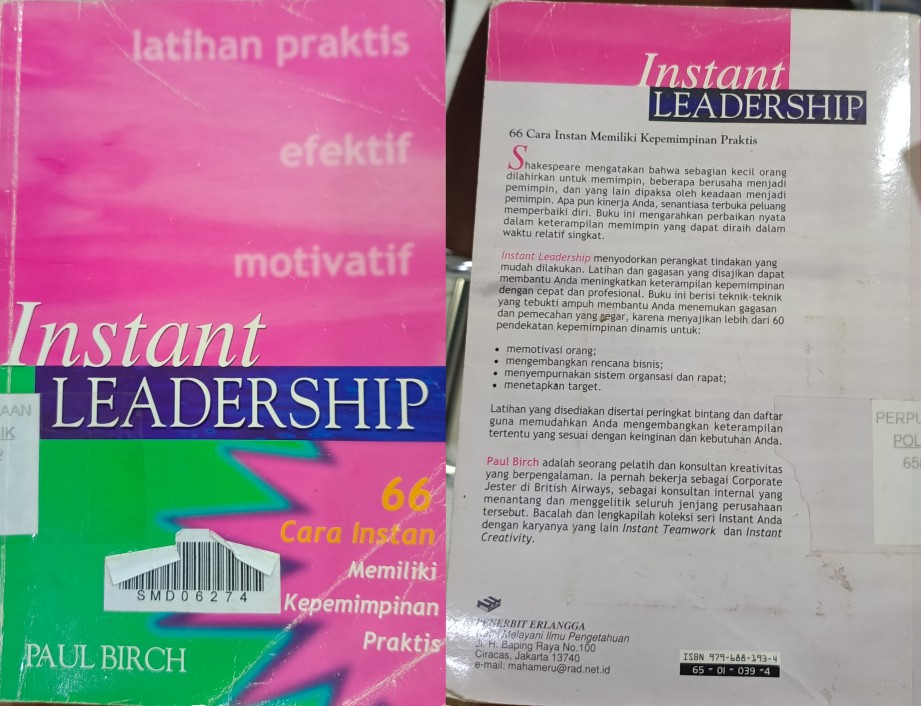 latihan praktis
efektif
motivatif
Instant
LEADERSHIP
AAN
IK
66
Cara Instan
Memiliki
Kepemimpinan
Praktis
SMD06274
PAUL BIRCH
Instant
LEADERSHIP
66 Cara Instan Memiliki Kepemimpinan Praktis
Shakespeare mengatakan bahwa sebagian kecil orang
dilahirkan untuk memimpin, beberapa berusaha menjadi
pemimpin, dan yang lain dipaksa oleh keadaan menjadi
pemimpin. Apa pun kinerja Anda, senantiasa terbuka peluang
memperbaiki diri. Buku ini mengarahkan perbaikan nyata
dalam keterampilan memimpin yang dapat diraih dalam
waktu relatif singkat.
Instant Leadership menyodorkan perangkat tindakan yang
mudah dilakukan. Latihan dan gagasan yang disajikan dapat
membantu Anda meningkatkan keterampilan kepemimpinan
dengan cepat dan profesional. Buku ini berisi teknik-teknik
yang tebukti ampuh membantu Anda menemukan gagasan
dan pemecahan yang segar, karena menyajikan lebih dari 60
pendekatan kepemimpinan dinamis untuk:
• memotivasi orang;
• mengembangkan rencana bisnis;
• menyempurnakan sistem organsasi dan rapat;
• menetapkan target.
Latihan yang disediakan disertai peringkat bintang dan daftar
guna memudahkan Anda mengembangkan keterampilan
tertentu yang sesuai dengan keinginan dan kebutuhan Anda.
Paul Birch adalah seorang pelatih dan konsultan kreativitas
yang berpengalaman. Ia pernah bekerja sebagai Corporate
Jester di British Airways, sebagai konsultan internal yang
menantang dan menggelitik seluruh jenjang perusahaan
tersebut. Bacalah dan lengkapilah koleksi seri Instant Anda
dengan karyanya yang lain Instant Teamwork dan Instant
Creativity.
PERPU
POL
65
PENERBIT ERLANGGA
Melayani Ilmu Pengetahuan
Jl. H. Baping Raya No.100
Ciracas, Jakarta 13740
e-mail: mahameru@rad.net.id
ISBN 979-688-193-4
65 - 01 - 039 -4